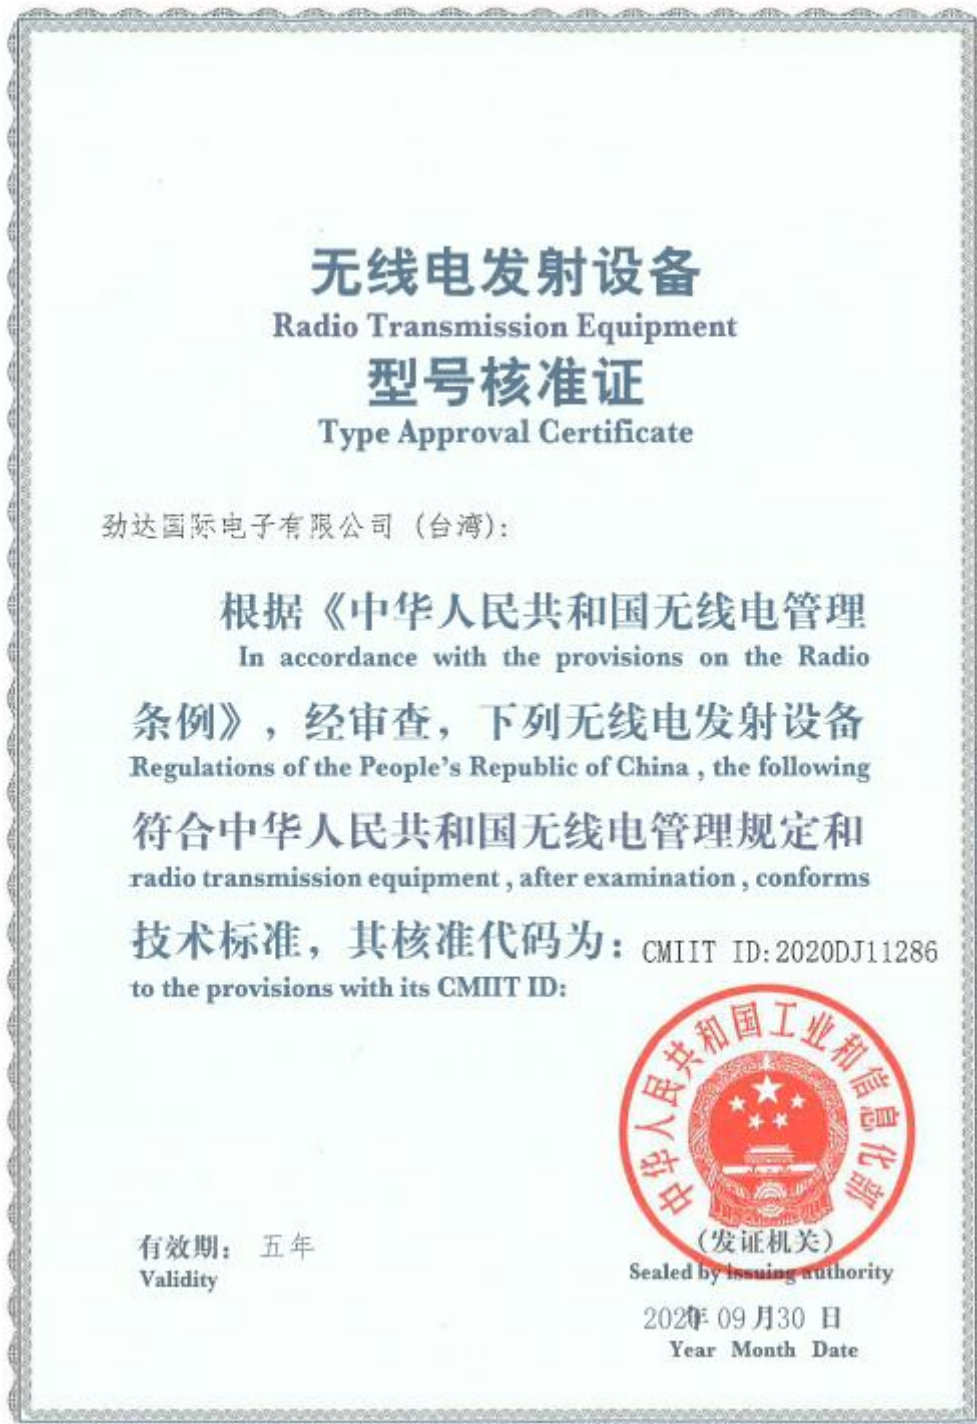 无线电发射设备
Radio Transmission Equipment
型号核准证
Type Approval Certificate
劲达国际电子有限公司 (台湾):
根据《中华人民共和国无线电管理
In accordance with the provisions on the Radio
条例》, 经审查, 下列无线电发射设备
Regulations of the People's Republic of China , the following
符合中华人民共和国无线电管理规定和
radio transmission equipment , after examination , conforms
技术标准, 其核准代码为: CMIIT ID:2020DJ11286
to the provisions with its CMIIT ID:
中华人民共和国工业和信息化部
有效期: 五年
Validity
(发证机关)
Sealed by issuing authority
2020年 09 月30 日
Year Month Date